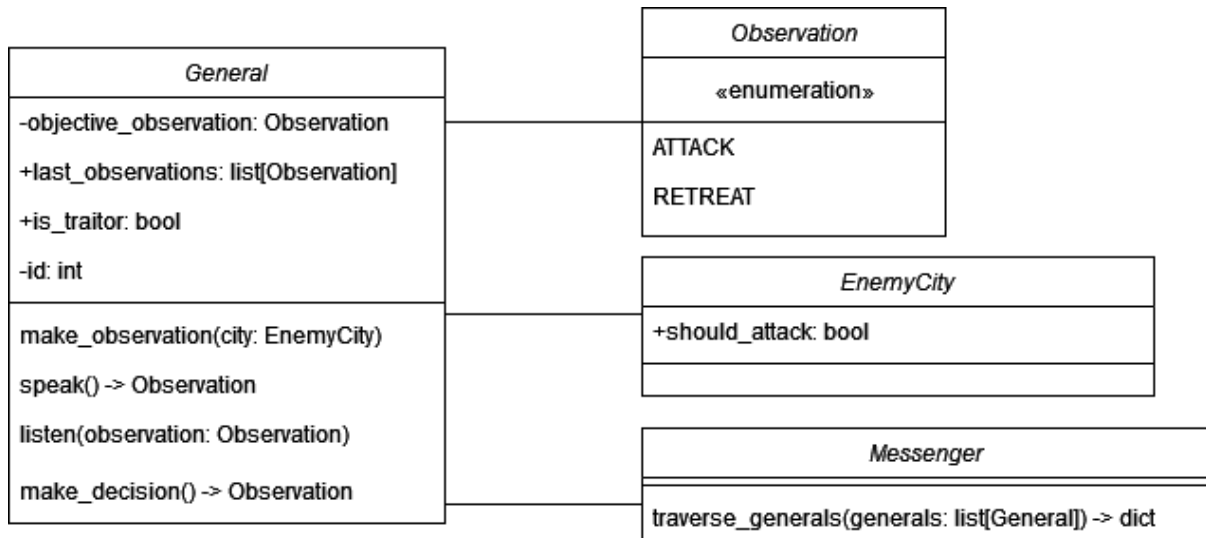 General
-objective_observation: Observation
+last_observations: list[Observation]
+is_traitor: bool
-id: int
make_observation(city: EnemyCity)
speak() -> Observation
listen(observation: Observation)
make_decision() -> Observation
Observation
«enumeration»
ATTACK
RETREAT
EnemyCity
+should_attack: bool
Messenger
traverse_generals(generals: list[General]) -> dict